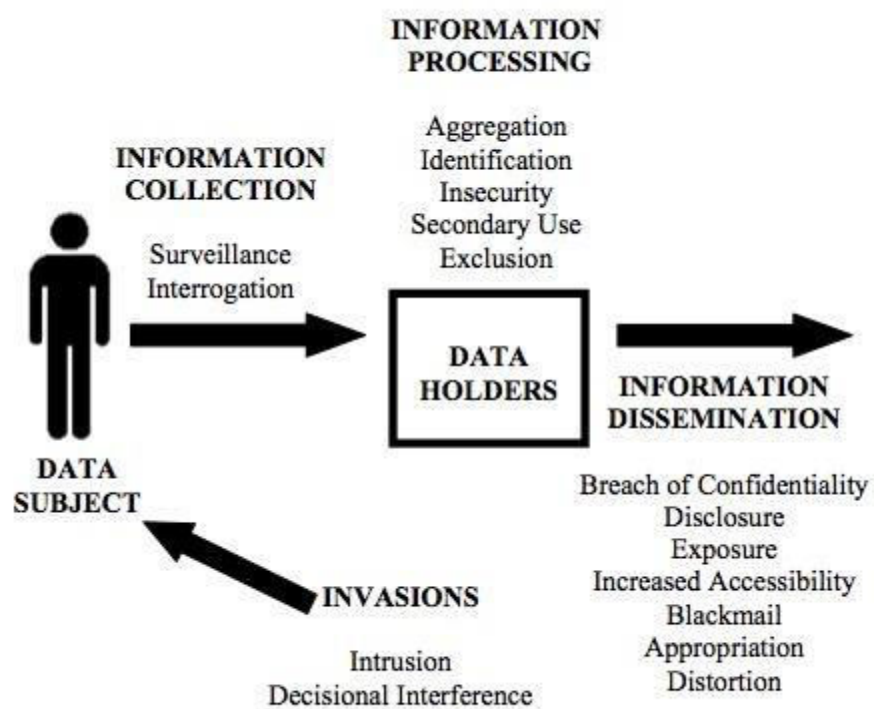 INFORMATION
PROCESSING
Aggregation
Identification
Insecurity
Secondary Use
Exclusion
INFORMATION
COLLECTION
Surveillance
Interrogation
DATA
HOLDERS
INFORMATION
DISSEMINATION
Breach of Confidentiality
Disclosure
Exposure
Increased Accessibility
Blackmail
Appropriation
Distortion
DATA
SUBJECT
INVASIONS
Intrusion
Decisional Interference